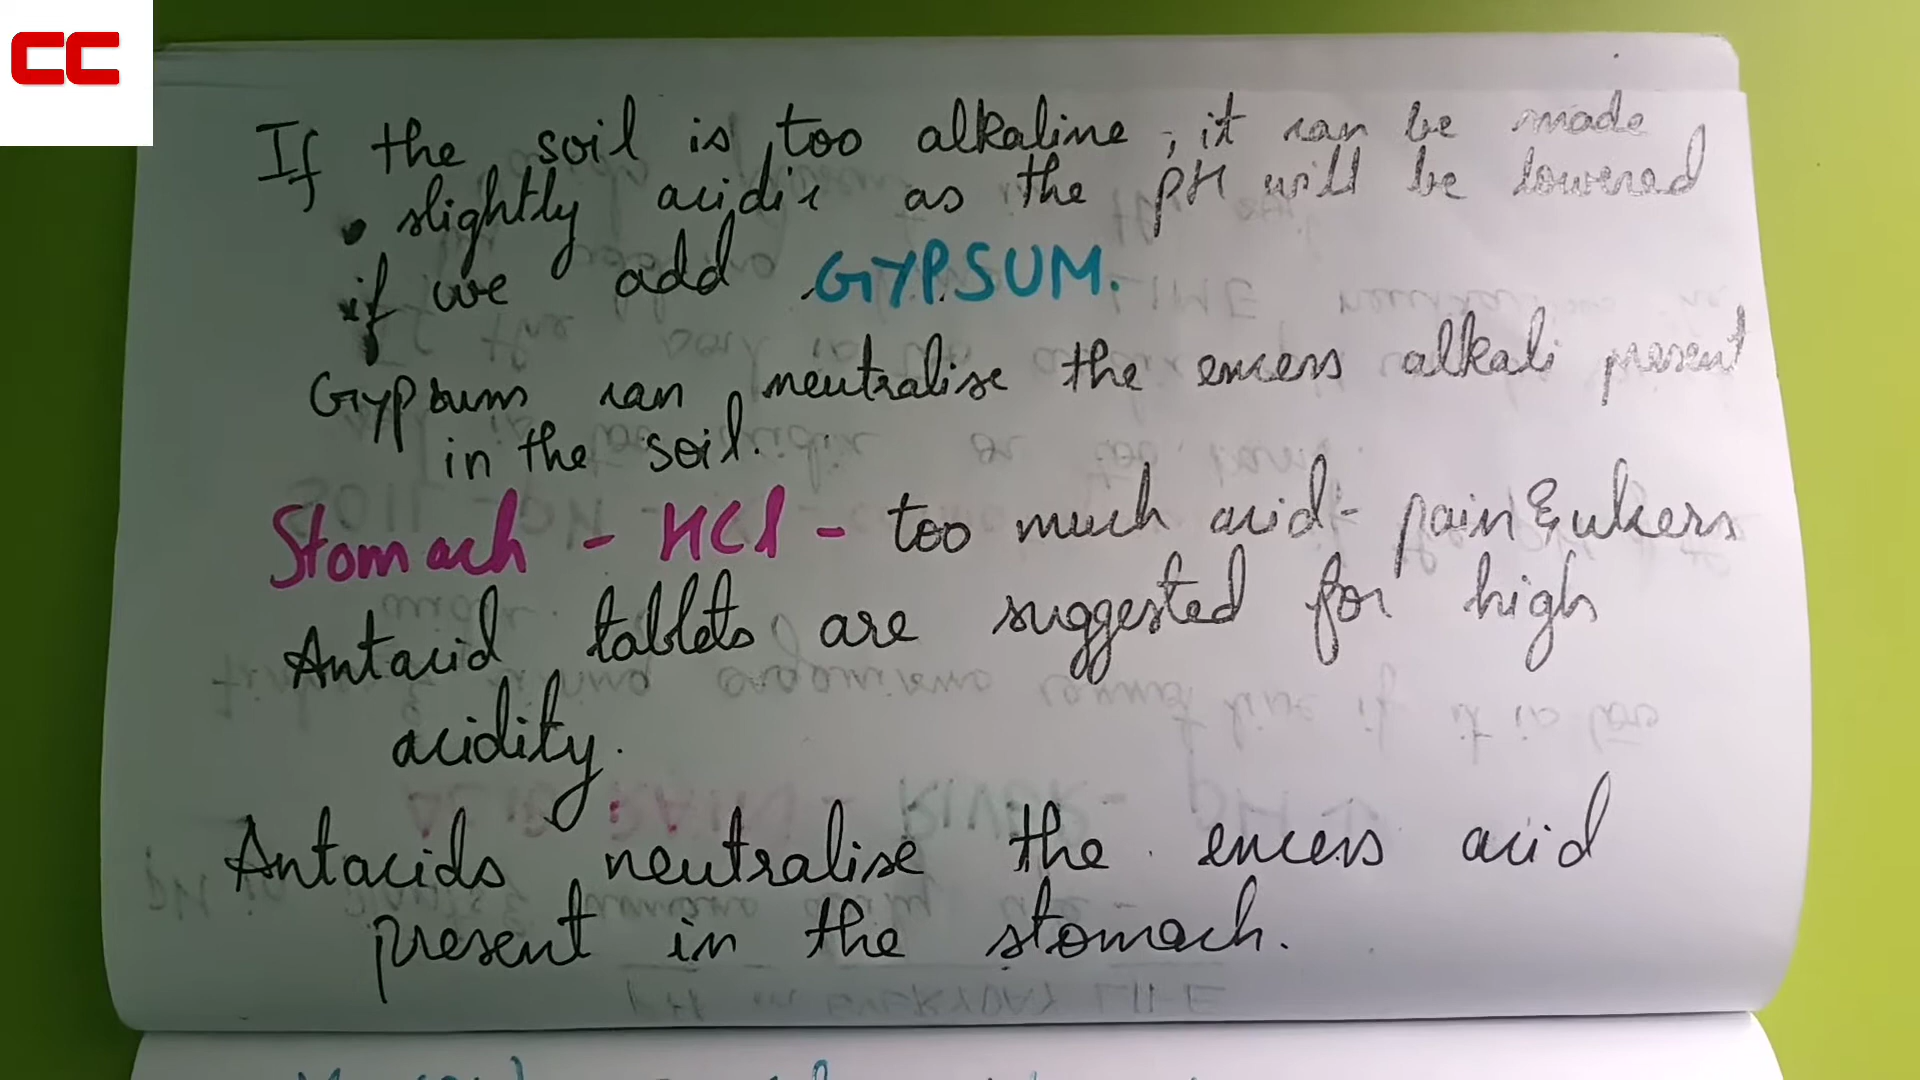 CC
If the soil is too alkaline, it can be made
slightly acidic as the pH will be lowered
if we add GYPSUM.
Gypsum can neutralise the excess alkali present
in the soil.
Stomach - HCl - too much acid - pain & ulcers
Antacid tablets are suggested for high
acidity.
Antacids neutralise the excess acid
present in the stomach.